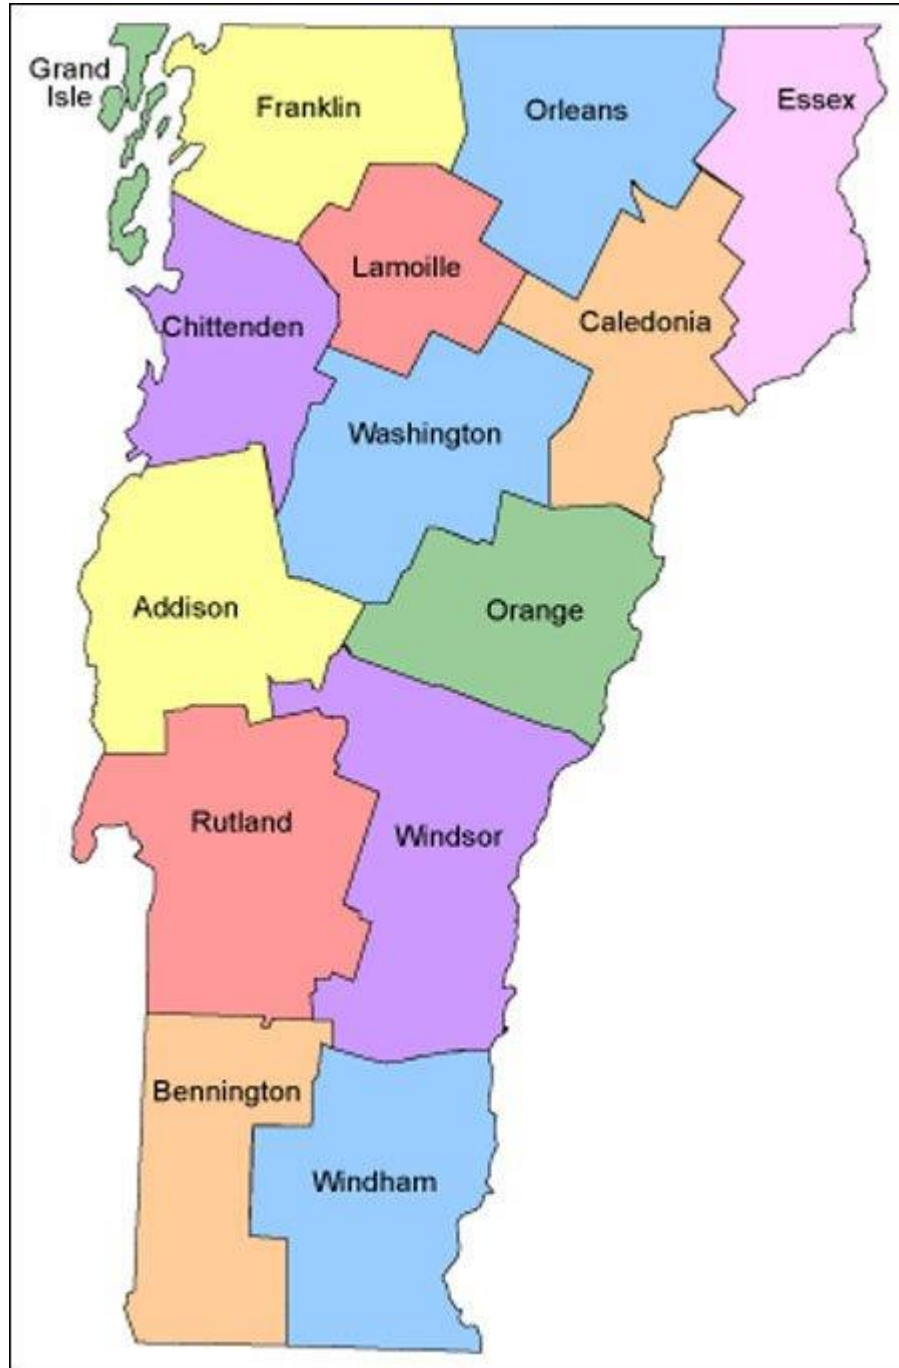 Grand
Isle
Franklin
Orleans
Essex
Lamoille
Chittenden
Caledonia
Washington
Addison
Orange
Rutland
Windsor
Bennington
Windham